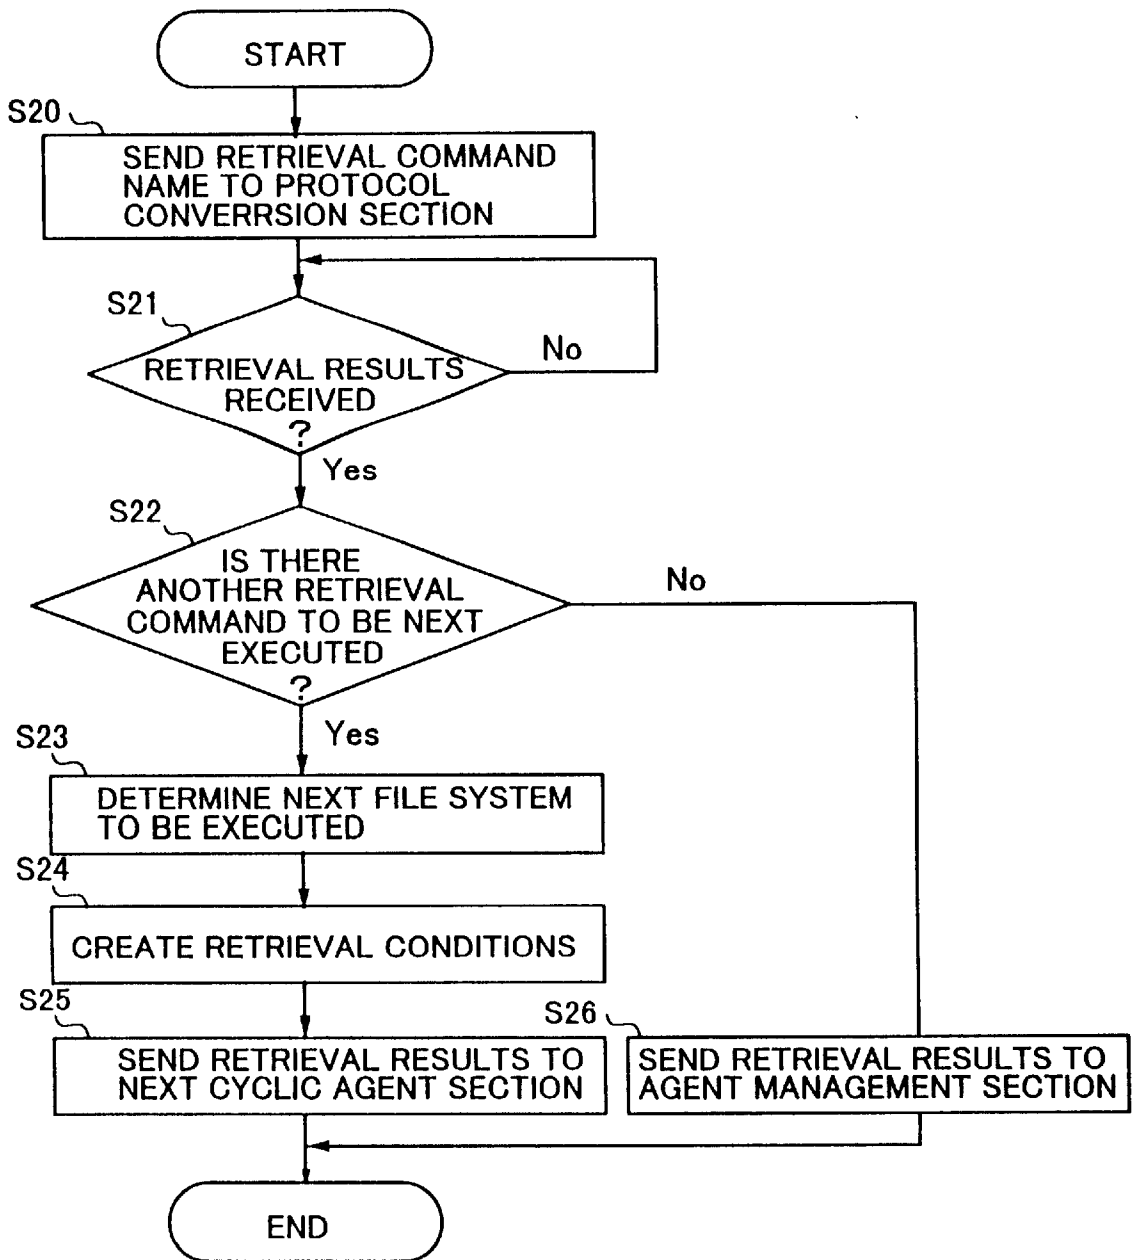 START
S20
SEND RETRIEVAL COMMAND
NAME TO PROTOCOL
CONVERRSION SECTION
S21
RETRIEVAL RESULTS
RECEIVED
?
No
Yes
S22
IS THERE
ANOTHER RETRIEVAL
COMMAND TO BE NEXT
EXECUTED
?
No
Yes
S23
DETERMINE NEXT FILE SYSTEM
TO BE EXECUTED
S24
CREATE RETRIEVAL CONDITIONS
S25
SEND RETRIEVAL RESULTS TO
NEXT CYCLIC AGENT SECTION
S26
SEND RETRIEVAL RESULTS TO
AGENT MANAGEMENT SECTION
END